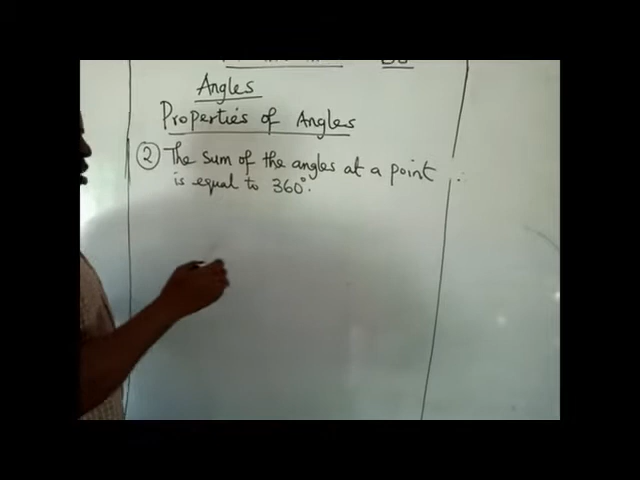 Angles
Properties of Angles
2 The sum of the angles at a point
is equal to 360°.